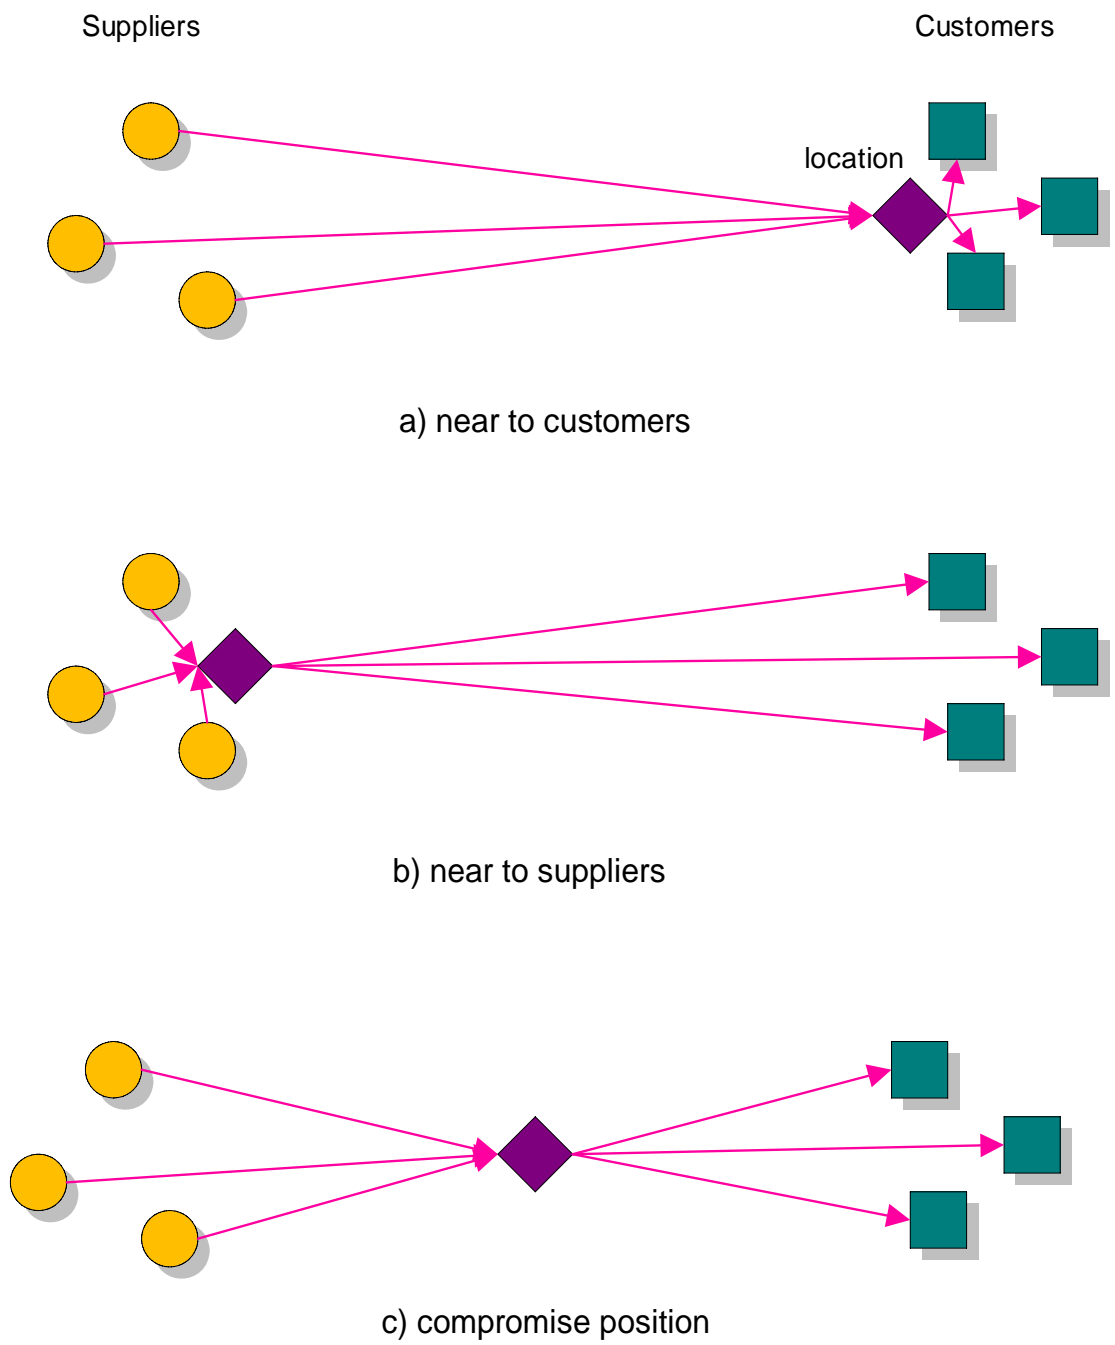 Suppliers
Customers
location
a) near to customers
b) near to suppliers
c) compromise position